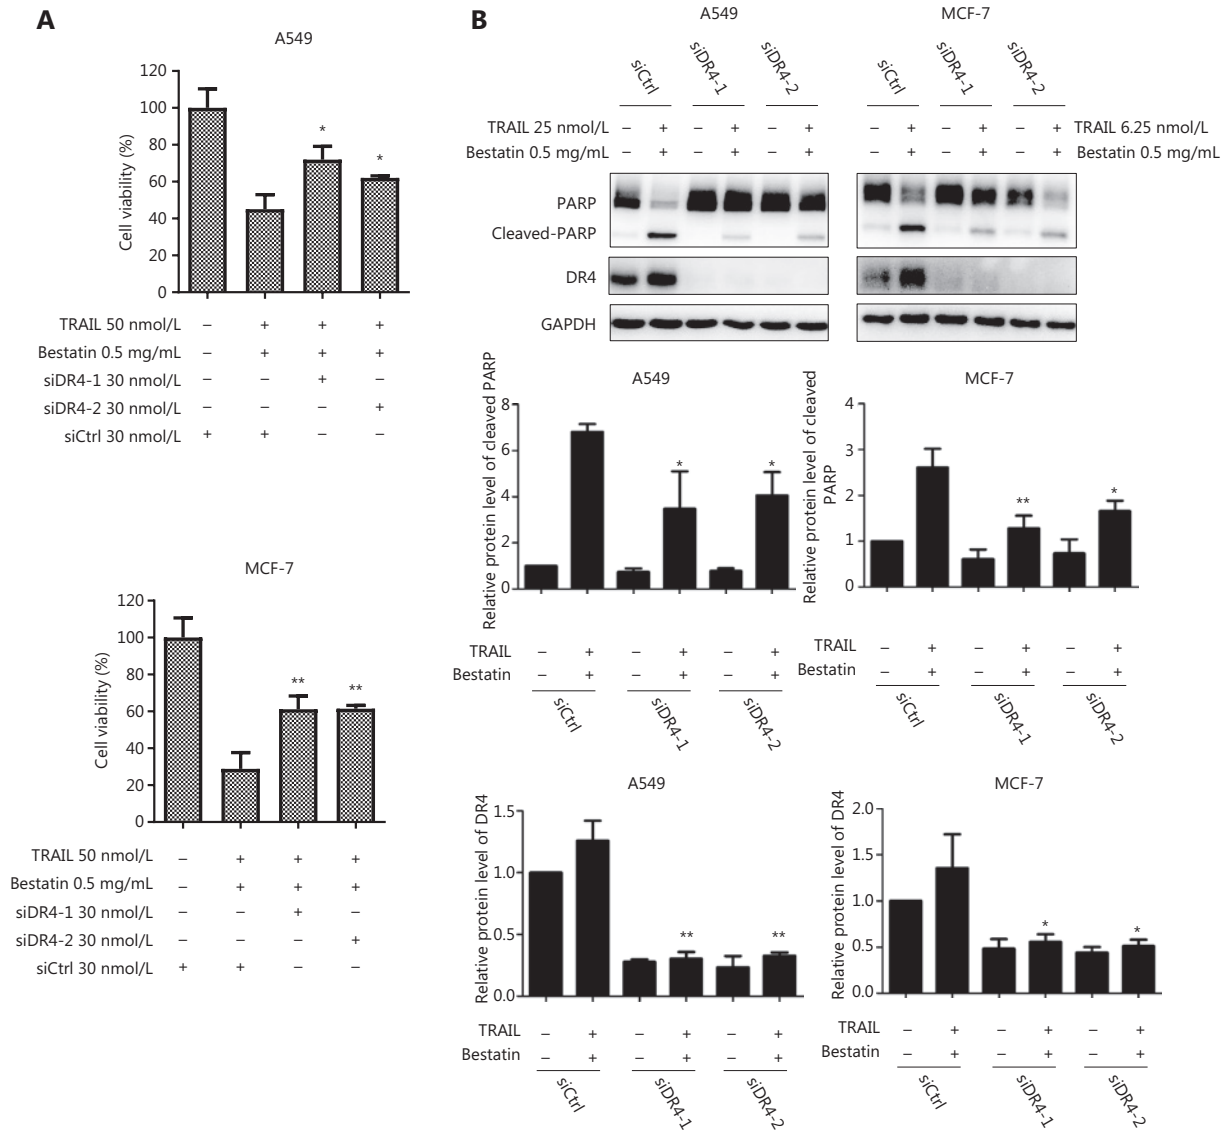 A
A549
Cell viability (%)
120
100
80
60
40
20
0
*
*
TRAIL 50 nmol/L – + + +
Bestatin 0.5 mg/mL – + + +
siDR4-1 30 nmol/L – – + –
siDR4-2 30 nmol/L – – – +
siCtrl 30 nmol/L + + – –
MCF-7
Cell viability (%)
120
100
80
60
40
20
0
**
**
TRAIL 50 nmol/L – + + +
Bestatin 0.5 mg/mL – + + +
siDR4-1 30 nmol/L – – + –
siDR4-2 30 nmol/L – – – +
siCtrl 30 nmol/L + + – –
B
A549
MCF-7
siCtrl siDR4-1 siDR4-2
siCtrl siDR4-1 siDR4-2
TRAIL 25 nmol/L – + – + – +
– + – + – + TRAIL 6.25 nmol/L
Bestatin 0.5 mg/mL – + – + – +
– + – + – + Bestatin 0.5 mg/mL
PARP
Cleaved-PARP
DR4
GAPDH
A549
Relative protein level of cleaved PARP
8
6
4
2
0
*
*
TRAIL – + – + – +
Bestatin – + – + – +
siCtrl siDR4-1 siDR4-2
MCF-7
Relative protein level of cleaved
PARP
4
3
2
1
0
**
*
TRAIL – + – + – +
Bestatin – + – + – +
siCtrl siDR4-1 siDR4-2
A549
Relative protein level of DR4
1.5
1.0
0.5
0.0
**
**
TRAIL – + – + – +
Bestatin – + – + – +
siCtrl siDR4-1 siDR4-2
MCF-7
Relative protein level of DR4
2.0
1.5
1.0
0.5
0.0
*
*
TRAIL – + – + – +
Bestatin – + – + – +
siCtrl siDR4-1 siDR4-2